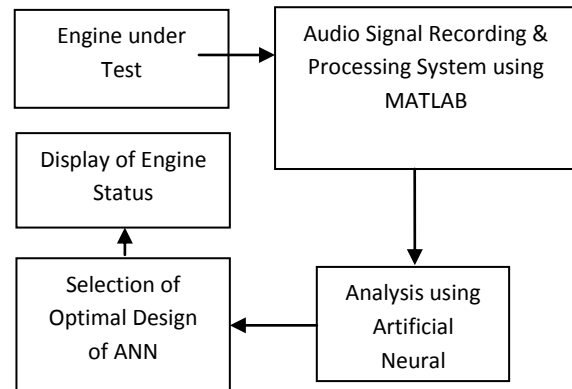 Engine under
Test
Audio Signal Recording &
Processing System using
MATLAB
Analysis using
Artificial
Neural
Selection of
Optimal Design
of ANN
Display of Engine
Status